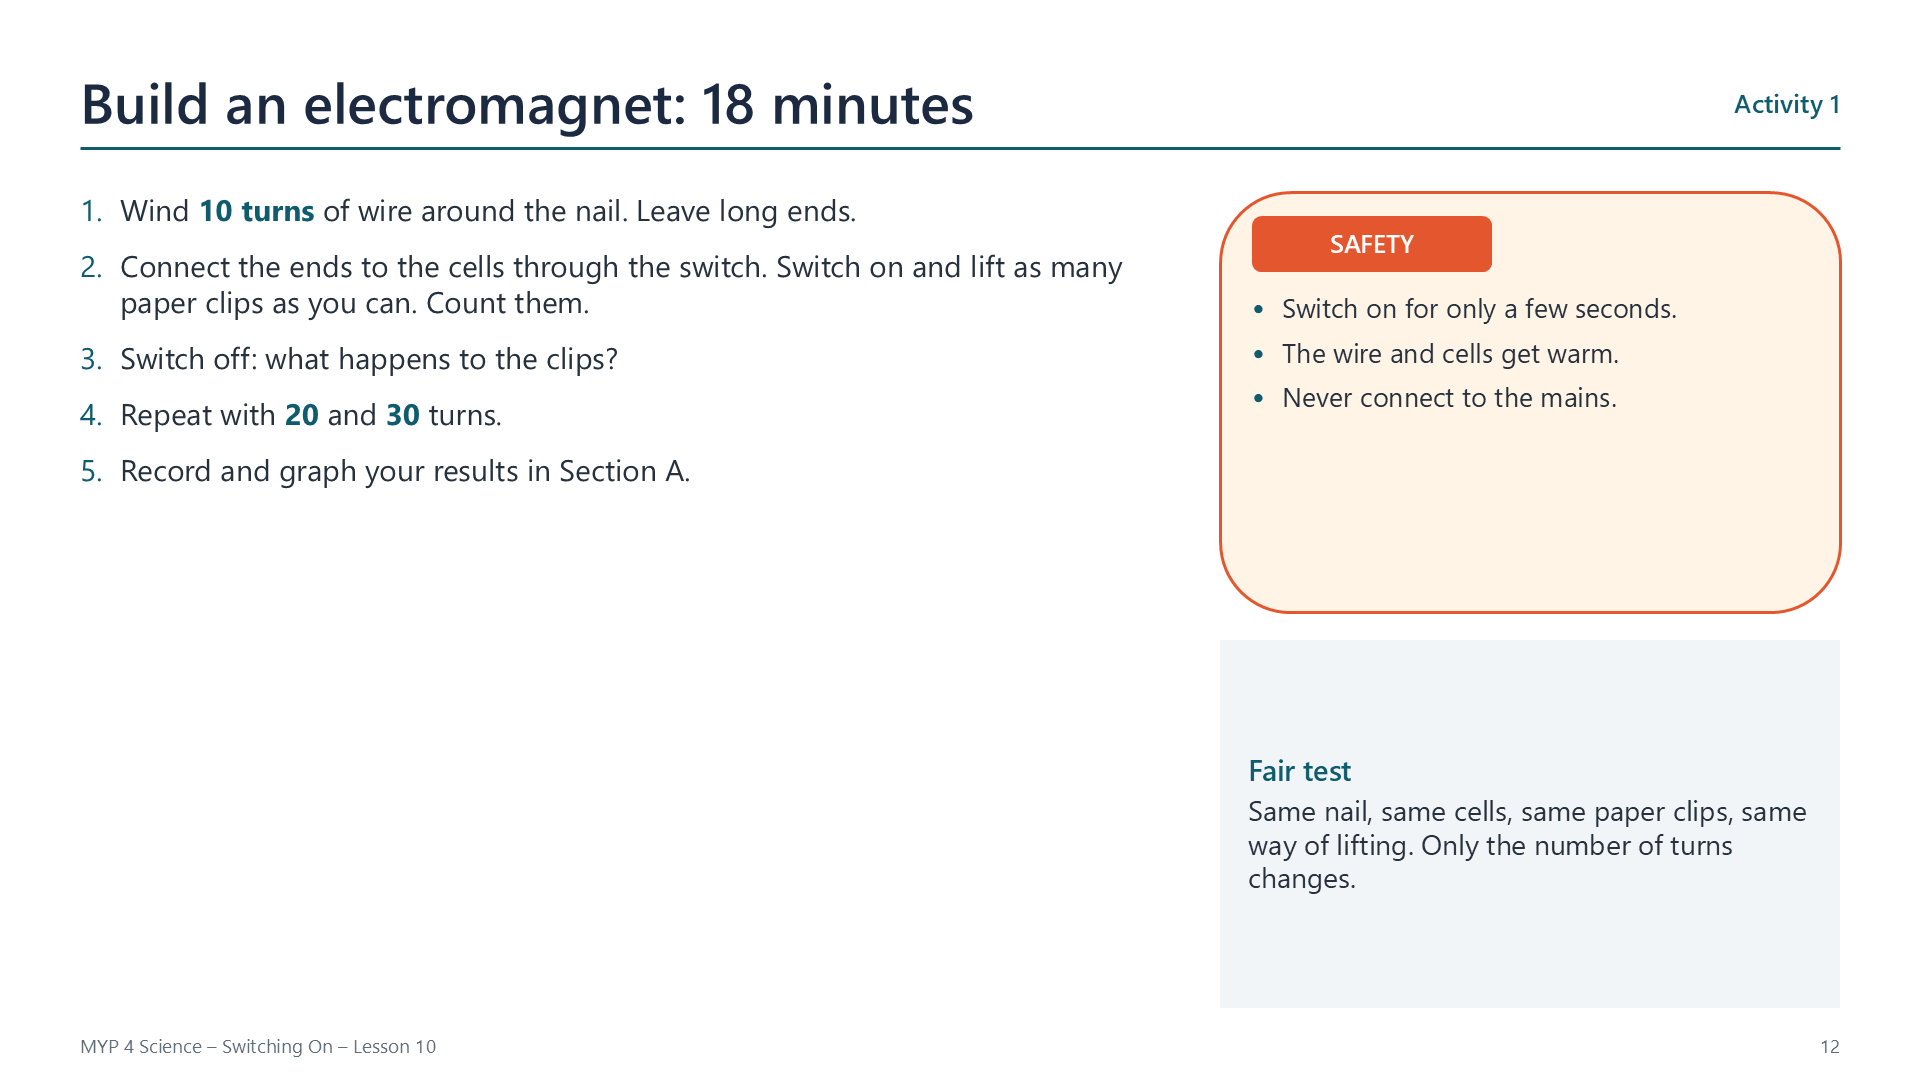 Build an electromagnet: 18 minutes
Activity 1
1. Wind 10 turns of wire around the nail. Leave long ends.
2. Connect the ends to the cells through the switch. Switch on and lift as many
paper clips as you can. Count them.
3. Switch off: what happens to the clips?
4. Repeat with 20 and 30 turns.
5. Record and graph your results in Section A.
SAFETY
• Switch on for only a few seconds.
• The wire and cells get warm.
• Never connect to the mains.
Fair test
Same nail, same cells, same paper clips, same
way of lifting. Only the number of turns
changes.
MYP 4 Science – Switching On – Lesson 10
12